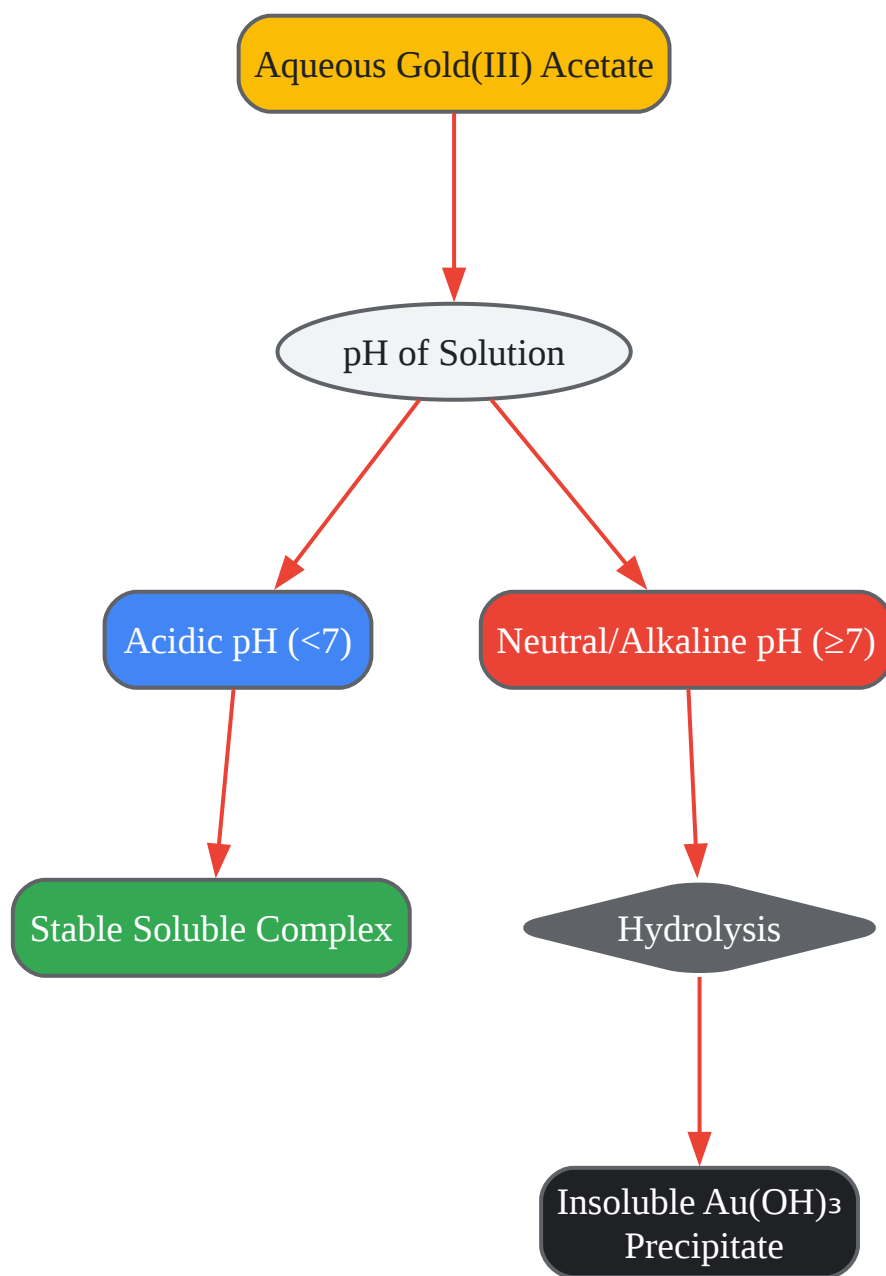 Aqueous Gold(III) Acetate
pH of Solution
Acidic pH (<7)
Neutral/Alkaline pH (≥7)
Stable Soluble Complex
Hydrolysis
Insoluble Au(OH)₃
Precipitate